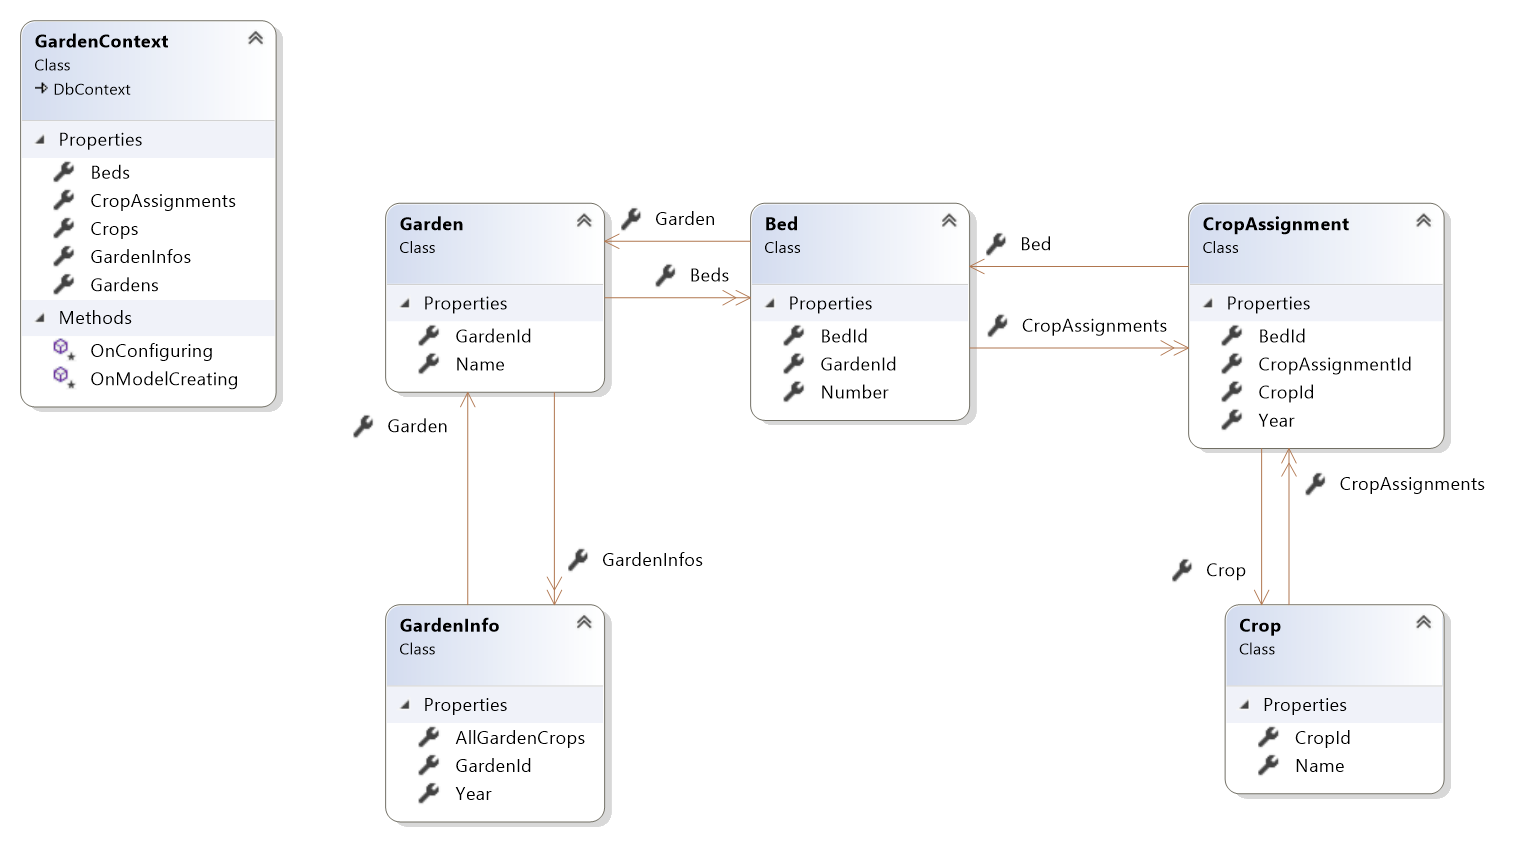 GardenContext
Class
DbContext
Properties
Beds
CropAssignments
Crops
GardenInfos
Gardens
Methods
OnConfiguring
OnModelCreating
Garden
Class
Properties
GardenId
Name
Garden
Beds
Bed
Class
Properties
BedId
GardenId
Number
Bed
CropAssignments
CropAssignment
Class
Properties
BedId
CropAssignmentId
CropId
Year
Garden
GardenInfos
CropAssignments
Crop
GardenInfo
Class
Properties
AllGardenCrops
GardenId
Year
Crop
Class
Properties
CropId
Name